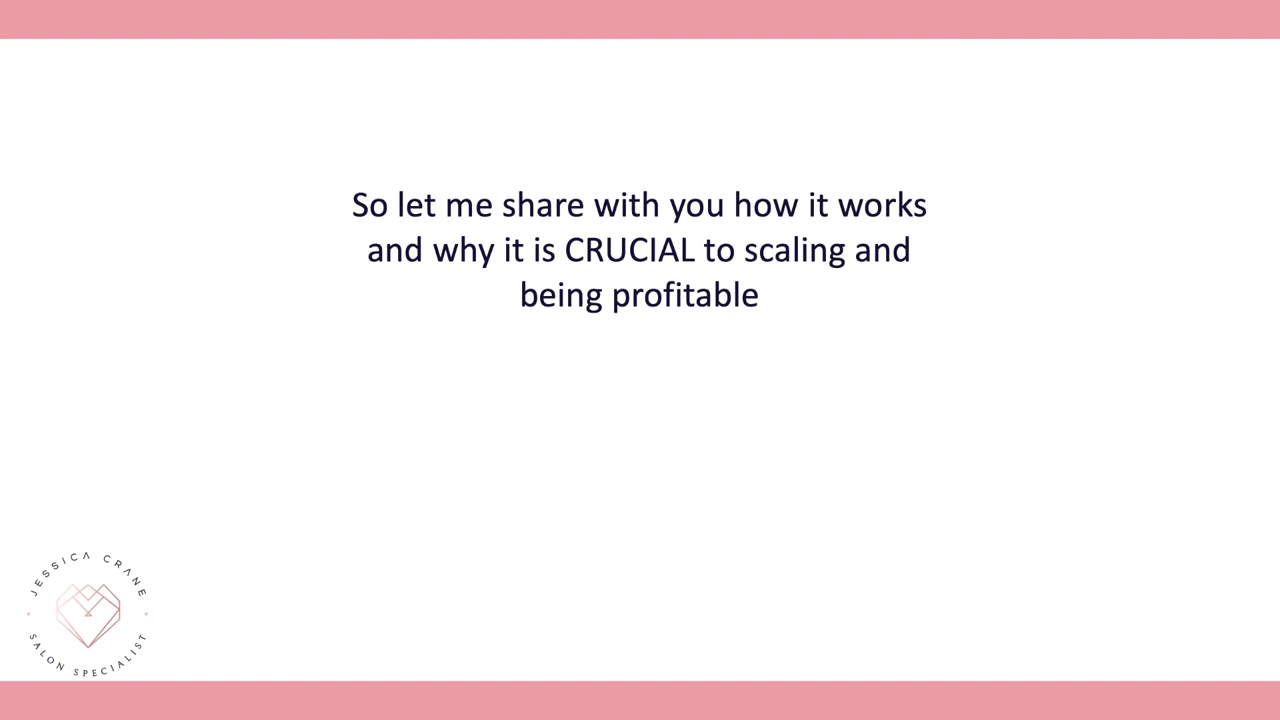 So let me share with you how it works
and why it is CRUCIAL to scaling and
being profitable
JESSICA CRANE
SALON SPECIALIST